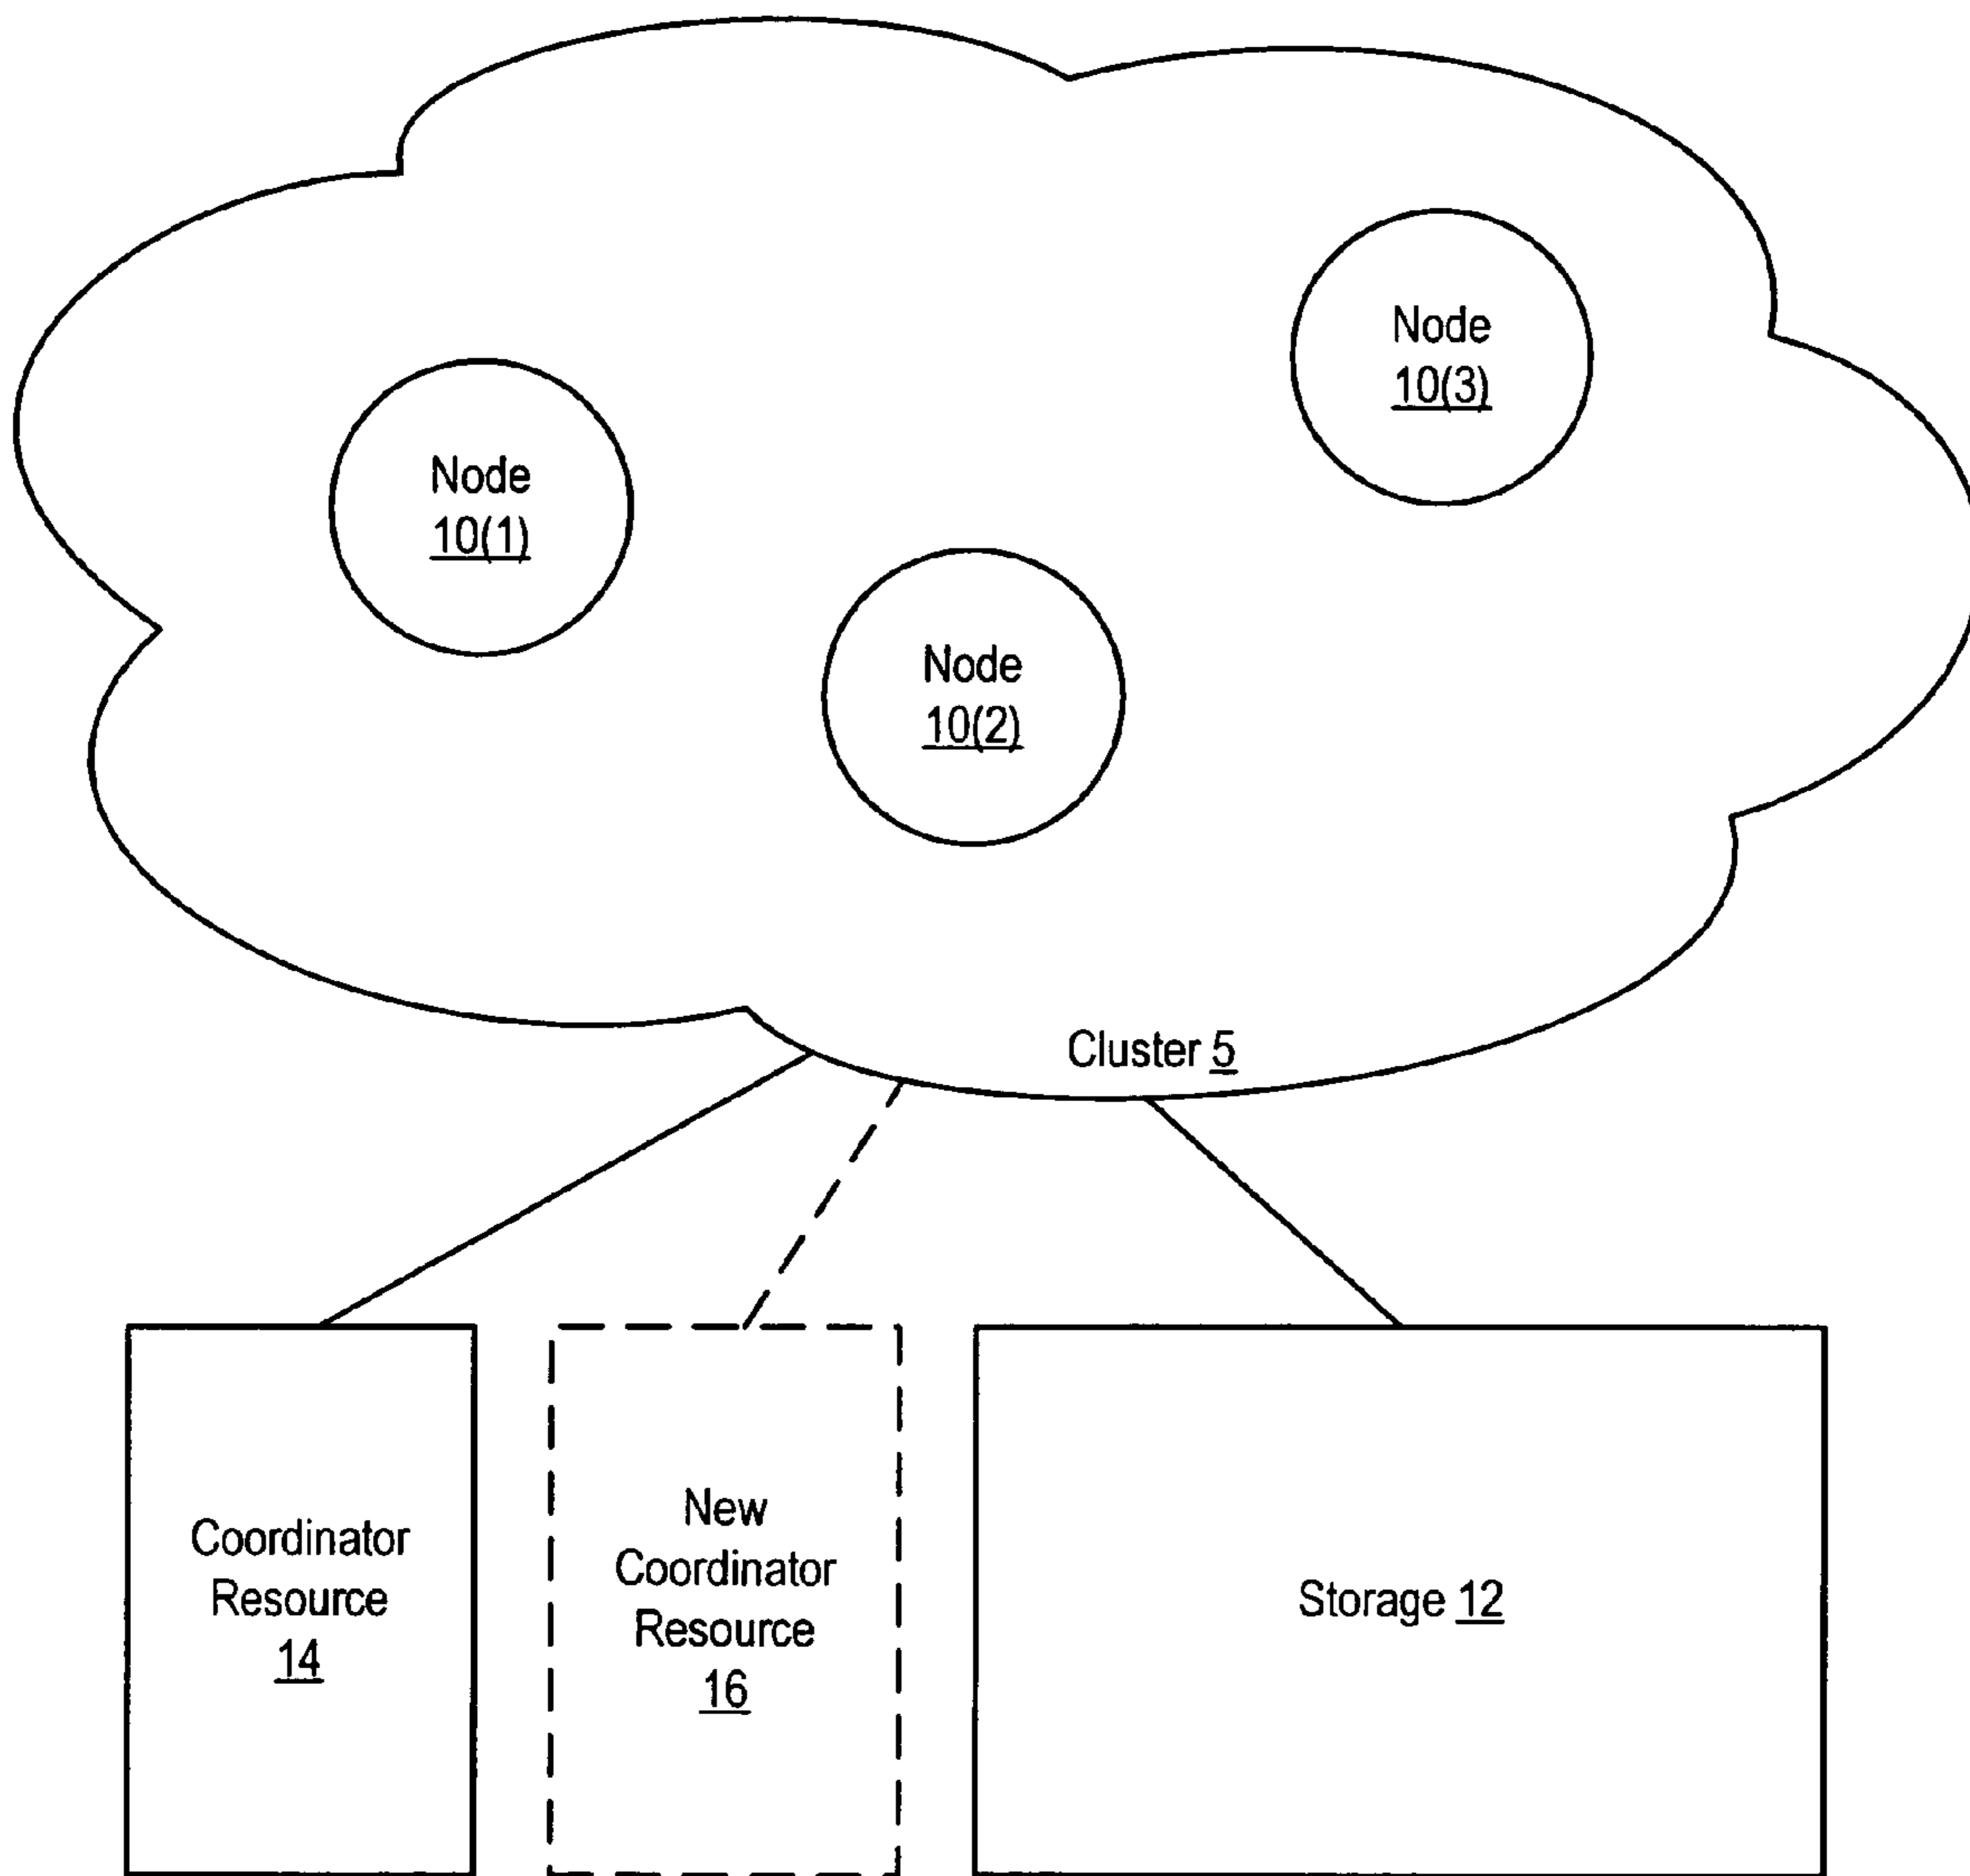 Node
10(3)
Node
10(1)
Node
10(2)
Cluster 5
Coordinator
Resource
14
New
Coordinator
Resource
16
Storage 12